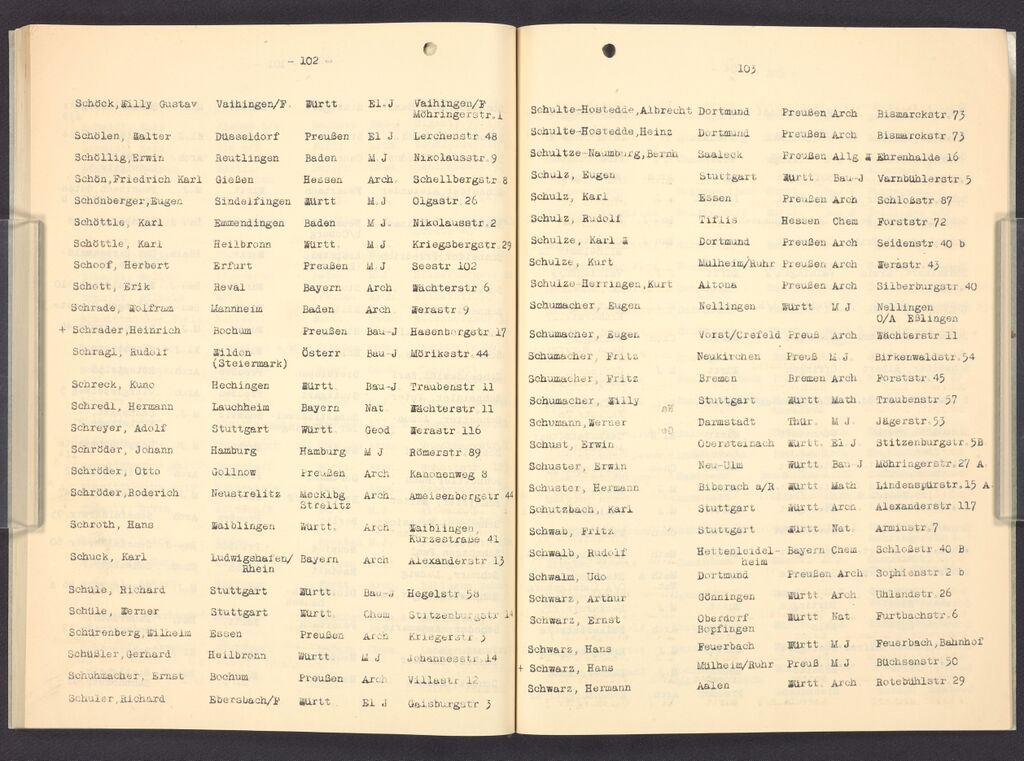 - 102 -
Schöck,Willy Gustav Vaihingen/F. Württ El.J Vaihingen/F
Möhringerstr.1
Schölen, Walter Düsseldorf Preußen El J Lerchenstr 48
Schöllig,Erwin Reutlingen Baden M J Nikolausstr.9
Schön,Friedrich Karl Gießen Hessen Arch Schellbergstr 8
Schönberger,Eugen Sindelfingen Württ M.J Olgastr.26
Schöttle, Karl Emmendingen Baden M J Nikolausstr.2
Schöttle, Karl Heilbronn Württ. M J. Kriegsbergstr.29
Schoof, Herbert Erfurt Preußen M J Seestr 102
Schott, Erik Reval Bayern Arch Wächterstr 6
Schrade, Wolfram Mannheim Baden Arch Werastr 9
+ Schrader,Heinrich Bochum Preußen Bau-J Hasenbergstr 17
Schragl, Rudolf Wildon Österr Bau-J Mörikestr 44
(Steiermark)
Schreck, Kuno Hechingen Württ. Bau-J Traubenstr 11
Schredl, Hermann Lauchheim Bayern Nat Wächterstr 11
Schreyer, Adolf Stuttgart Württ. Geod Werastr 116
Schröder, Johann Hamburg Hamburg M J Römerstr 89
Schröder, Otto Gollnow Preußen Arch Kanonenweg 8
Schröder,Roderich Neustrelitz Mecklbg Arch Ameisenbergstr 44
Strelitz
Schroth, Hans Waiblingen Württ. Arch Waiblingen,
Kurzestraße 41
Schuck, Karl Ludwigshafen/ Bayern Arch Alexanderstr 13
Rhein
Schüle, Richard Stuttgart Württ. Bau-J Hegelstr 58
Schüle, Werner Stuttgart Württ. Chem Stitzenburgstr 14
Schürenberg,Wilhelm Essen Preußen Arch Kriegerstr 3
Schüßler,Gerhard Heilbronn Württ M J Johannesstr.14
Schuhmacher, Ernst Bochum Preußen Arch Villastr 12
Schuler,Richard Ebersbach/F Württ El J Gaisburgstr 3
103
Schulte-Hostedde,Albrecht Dortmund Preußen Arch Bismarckstr 73
Schulte-Hostedde,Heinz Dortmund Preußen Arch Bismarckstr 73
Schultze-Naumburg,Bernh Saaleck Preußen Allg W Ehrenhalde 16
Schulz, Eugen Stuttgart Württ Bau-J Varnbühlerstr 5
Schulz, Karl Essen Preußen Arch Schloßstr 87
Schulz, Rudolf Tiflis Hessen Chem Forststr 72
Schulze, Karl W Dortmund Preußen Arch Seidenstr 40 b
Schulze, Kurt Mülheim/Ruhr Preußen Arch Werastr 43
Schulze-Herringen,Kurt Altona Preußen Arch Silberburgstr 40
Schumacher, Eugen Nellingen Württ M J Nellingen
O/A Eßlingen
Schumacher, Eugen Vorst/Crefeld Preuß Arch Wächterstr 11
Schumacher, Fritz Neukirchen Preuß M J. Birkenwaldstr 54
Schumacher, Fritz Bremen Bremen Arch Forststr 45
Schumacher, Willy Stuttgart Württ Math Traubenstr 57
Schumann,Werner Darmstadt Thür. M J. Jägerstr 53
Schust, Erwin Obersteinach Württ. El J Stitzenburgstr 5B
Schuster, Erwin Neu-Ulm Württ Bau-J Möhringerstr.27 A
Schuster, Hermann Biberach a/R Württ Math Lindenspürstr.15 A
Schutzbach, Karl Stuttgart Württ Arch Alexanderstr 117
Schwab, Fritz Stuttgart Württ Nat Arminstr 7
Schwalb, Rudolf Hettenleidel- Bayern Chem Schloßstr 40 B
heim
Schwalm, Udo Dortmund Preußen Arch Sophienstr 2 b
Schwarz, Arthur Gönningen Württ Arch Uhlandstr 26
Schwarz, Ernst Oberdorf Württ Nat Furtbachstr 6
Bopfingen
Schwarz, Hans Feuerbach Württ M J Feuerbach,Bahnhof
+ Schwarz, Hans Mülheim/Ruhr Preuß M J Büchsenstr 50
Schwarz, Hermann Aalen Württ. Arch Rotebühlstr 29